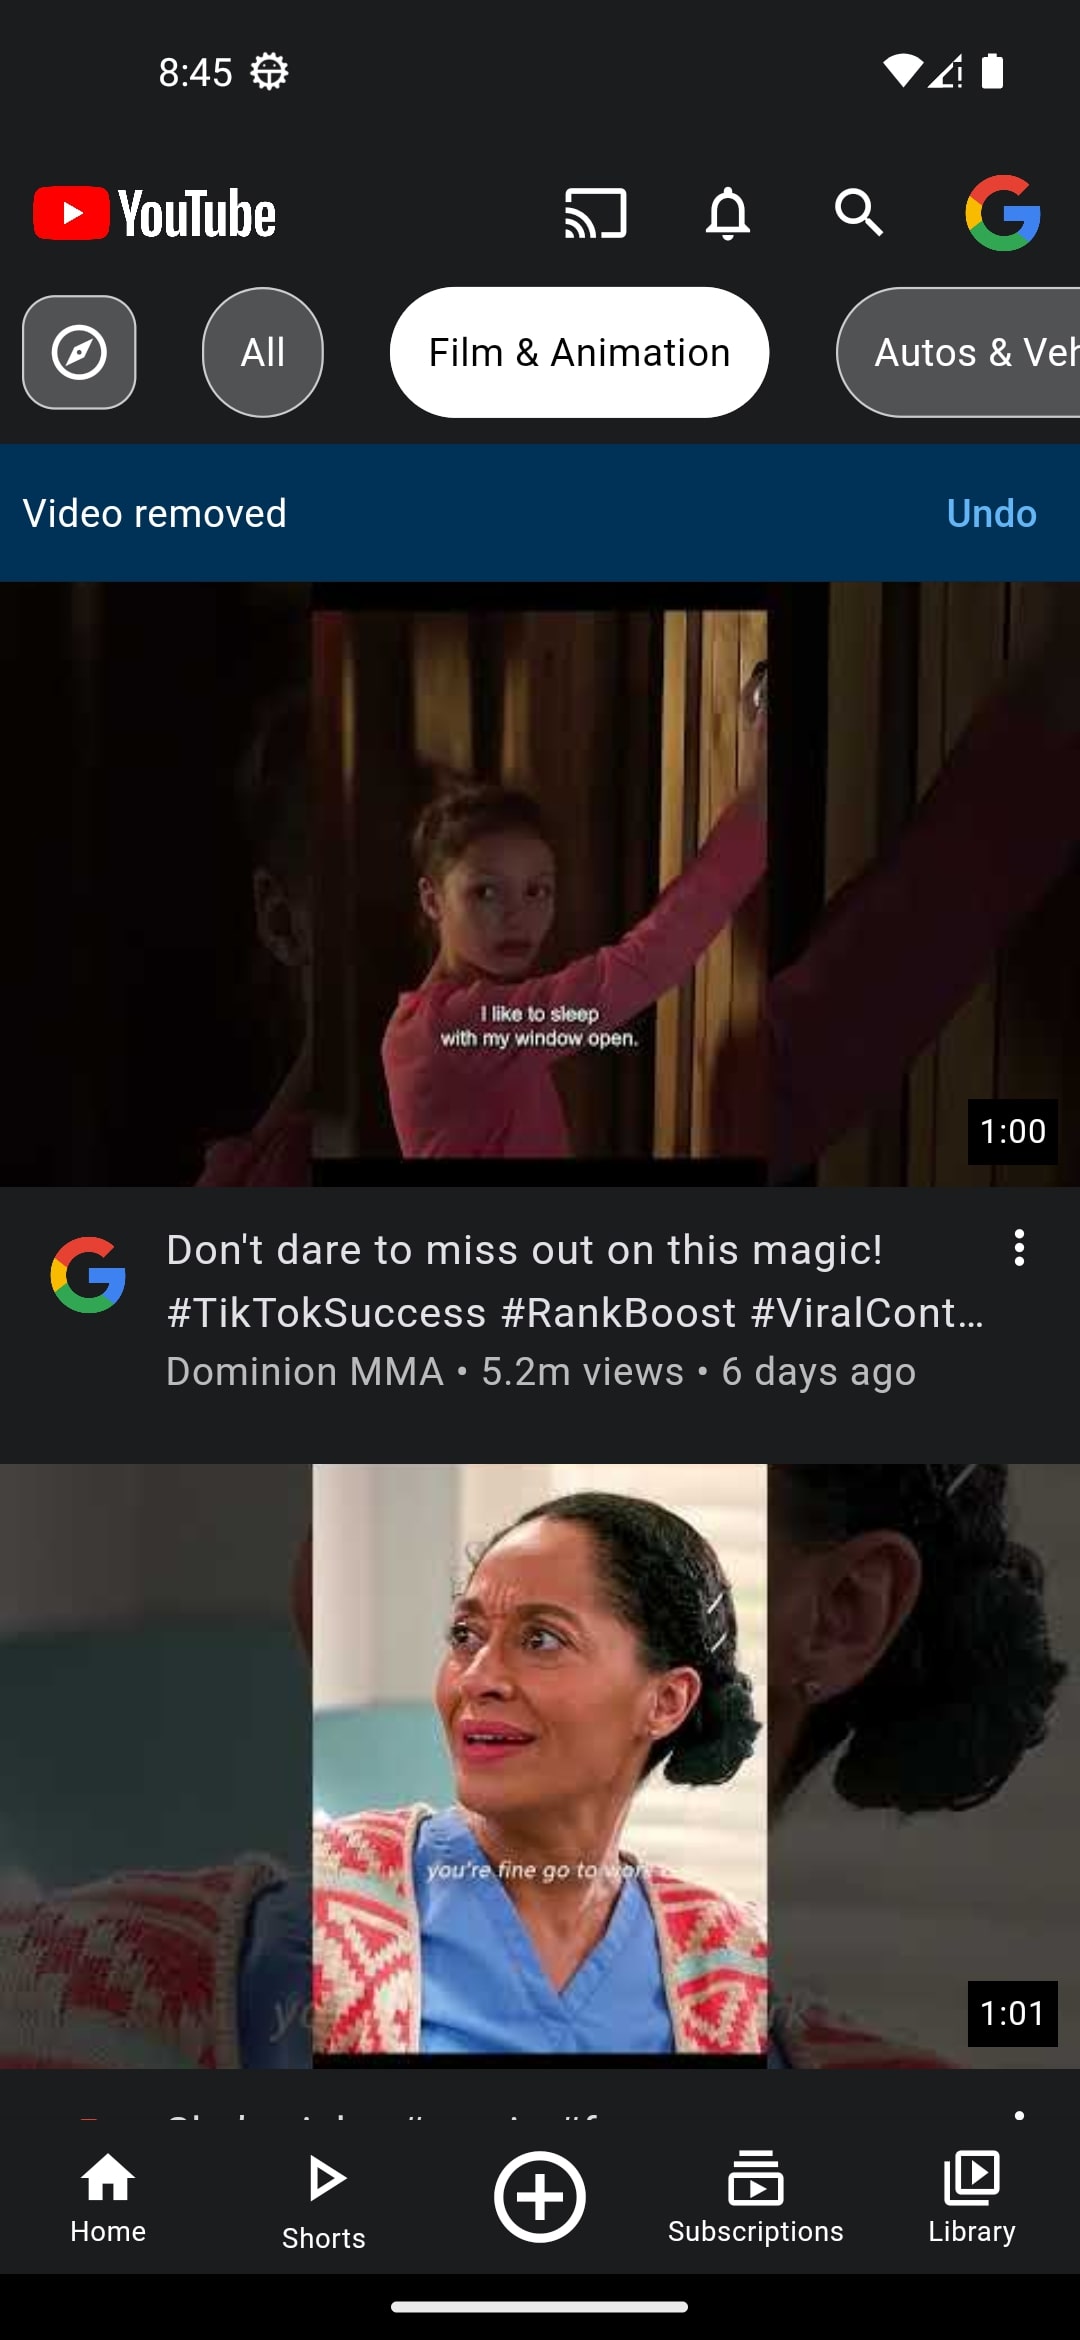 8:45
YouTube
All
Film & Animation
Autos & Veh
Video removed
Undo
I like to sleep
with my window open.
1:00
Don't dare to miss out on this magic!
#TikTokSuccess #RankBoost #ViralCont...
Dominion MMA • 5.2m views • 6 days ago
you're fine go to work
1:01
Home
Shorts
Subscriptions
Library